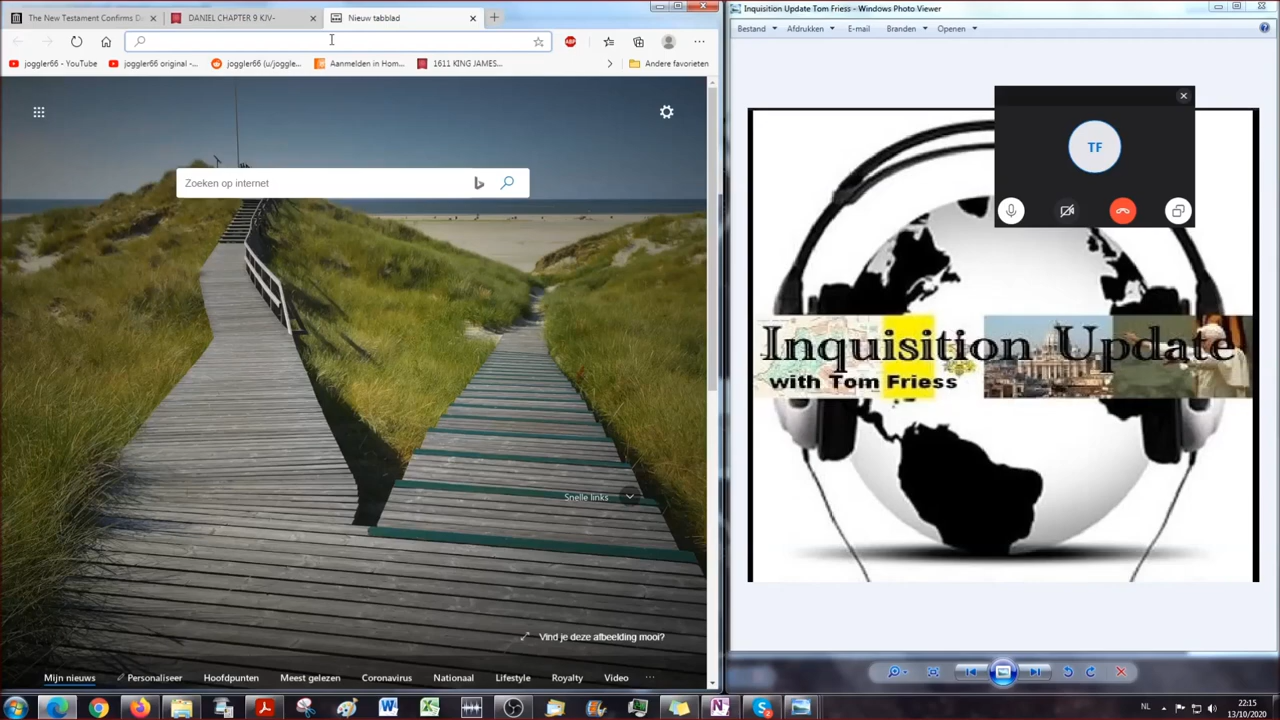 The New Testament Confirms Da
DANIEL CHAPTER 9 KJV-
Nieuw tabblad
joggler66 - YouTube
joggler66 original -...
joggler66 (u/joggle...
Aanmelden in Hom...
1611 KING JAMES...
Andere favorieten
ABP
Zoeken op internet
Snelle links
Vind je deze afbeelding mooi?
Mijn nieuws
Personaliseer
Hoofdpunten
Meest gelezen
Coronavirus
Nationaal
Lifestyle
Royalty
Video
Inquisition Update Tom Friess - Windows Photo Viewer
Bestand
Afdrukken
E-mail
Branden
Openen
TF
Inquisition Update
with Tom Friess
NL
22:15
13/10/2020